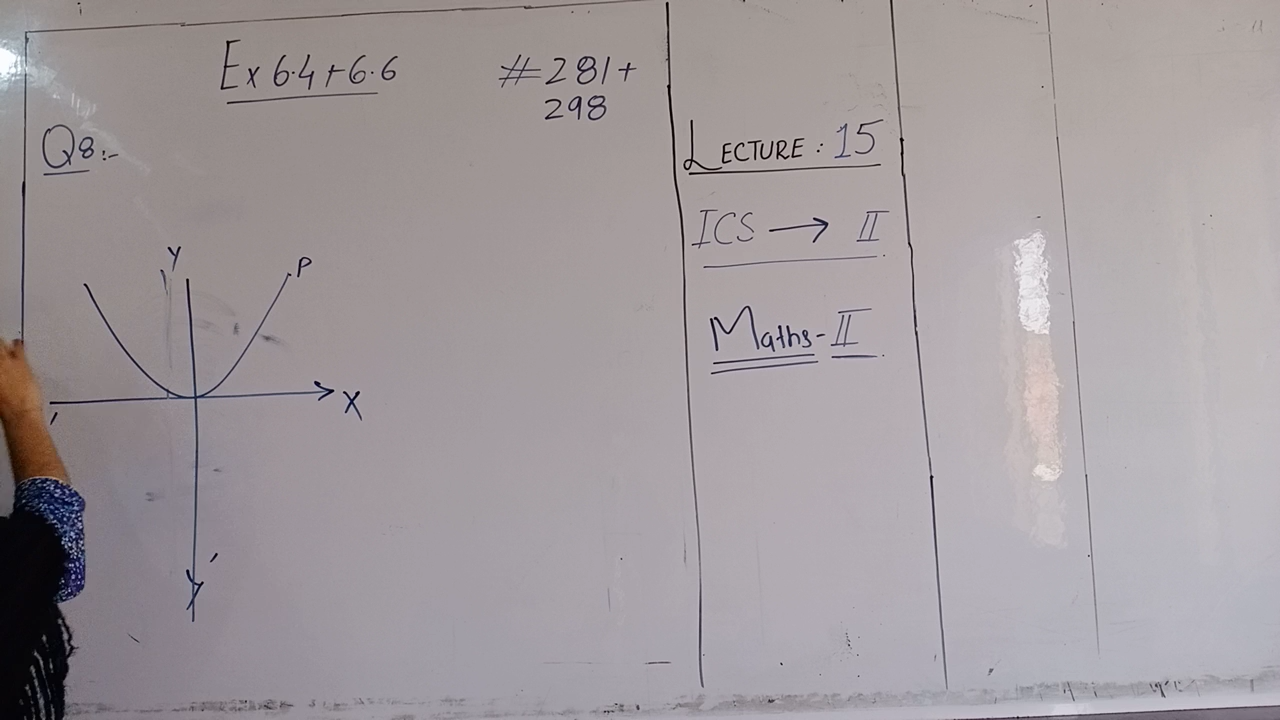 Ex 6.4+6.6
#281+
298
Q8:-
Y
P
X
Y'
LECTURE: 15
ICS → II
Maths-II